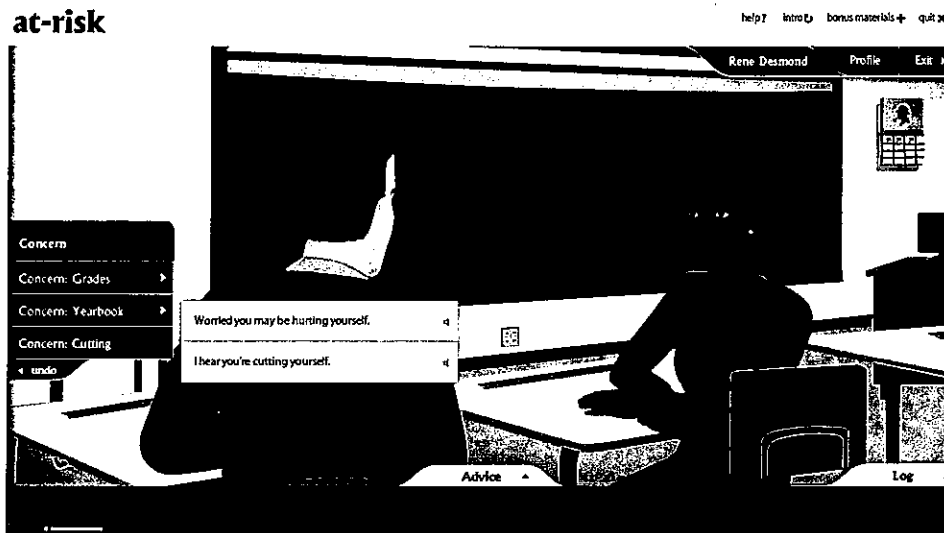 at-risk
help? intro bonus materials quit
Rene Desmond Profile Exit
Concern
Concern: Grades
Concern: Yearbook
Concern: Cutting
undo
Worried you may be hurting yourself.
I hear you're cutting yourself.
Advice
Log